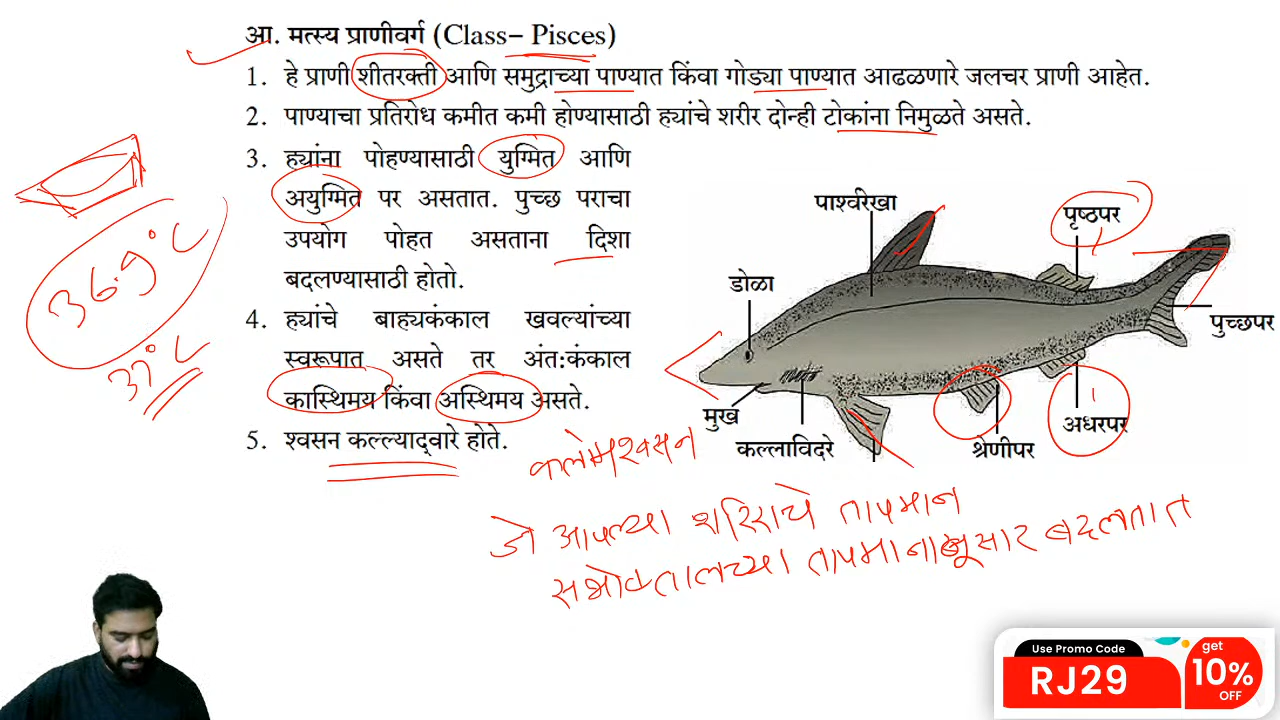 आ. मत्स्य प्राणीवर्ग (Class– Pisces)
1. हे प्राणी शीतरक्ती आणि समुद्राच्या पाण्यात किंवा गोड्या पाण्यात आढळणारे जलचर प्राणी आहेत.
2. पाण्याचा प्रतिरोध कमीत कमी होण्यासाठी ह्यांचे शरीर दोन्ही टोकांना निमुळते असते.
3. ह्यांना पोहण्यासाठी युग्मित आणि
अयुग्मित पर असतात. पुच्छ पराचा
उपयोग पोहत असताना दिशा
बदलण्यासाठी होतो.
4. ह्यांचे बाह्यकंकाल खवल्यांच्या
स्वरूपात असते तर अंत:कंकाल
कास्थिमय किंवा अस्थिमय असते.
5. श्वसन कल्ल्याद्वारे होते.
36.9°C
37°C
पार्श्वरेखा
पृष्ठपर
डोळा
पुच्छपर
मुख
कल्लाविदरे
श्रेणीपर
अधरपर
क्लोमश्वसन
जे आपल्या शरिराचे तापमान
सभोवतालच्या तापमानानुसार बदलतात
Use Promo Code
RJ29
get
10%
OFF